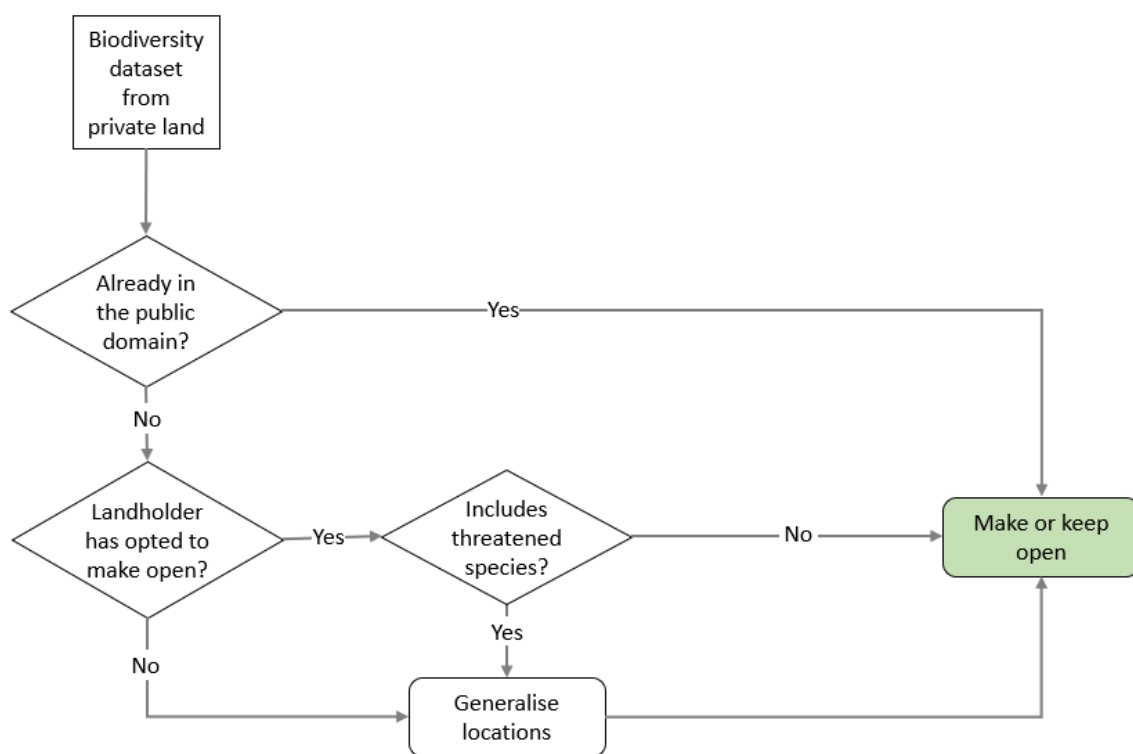 Biodiversity
dataset
from
private land
Already in
the public
domain?
Yes
No
Landholder
has opted to
make open?
Yes
Includes
threatened
species?
No
Make or keep
open
Yes
No
Generalise
locations